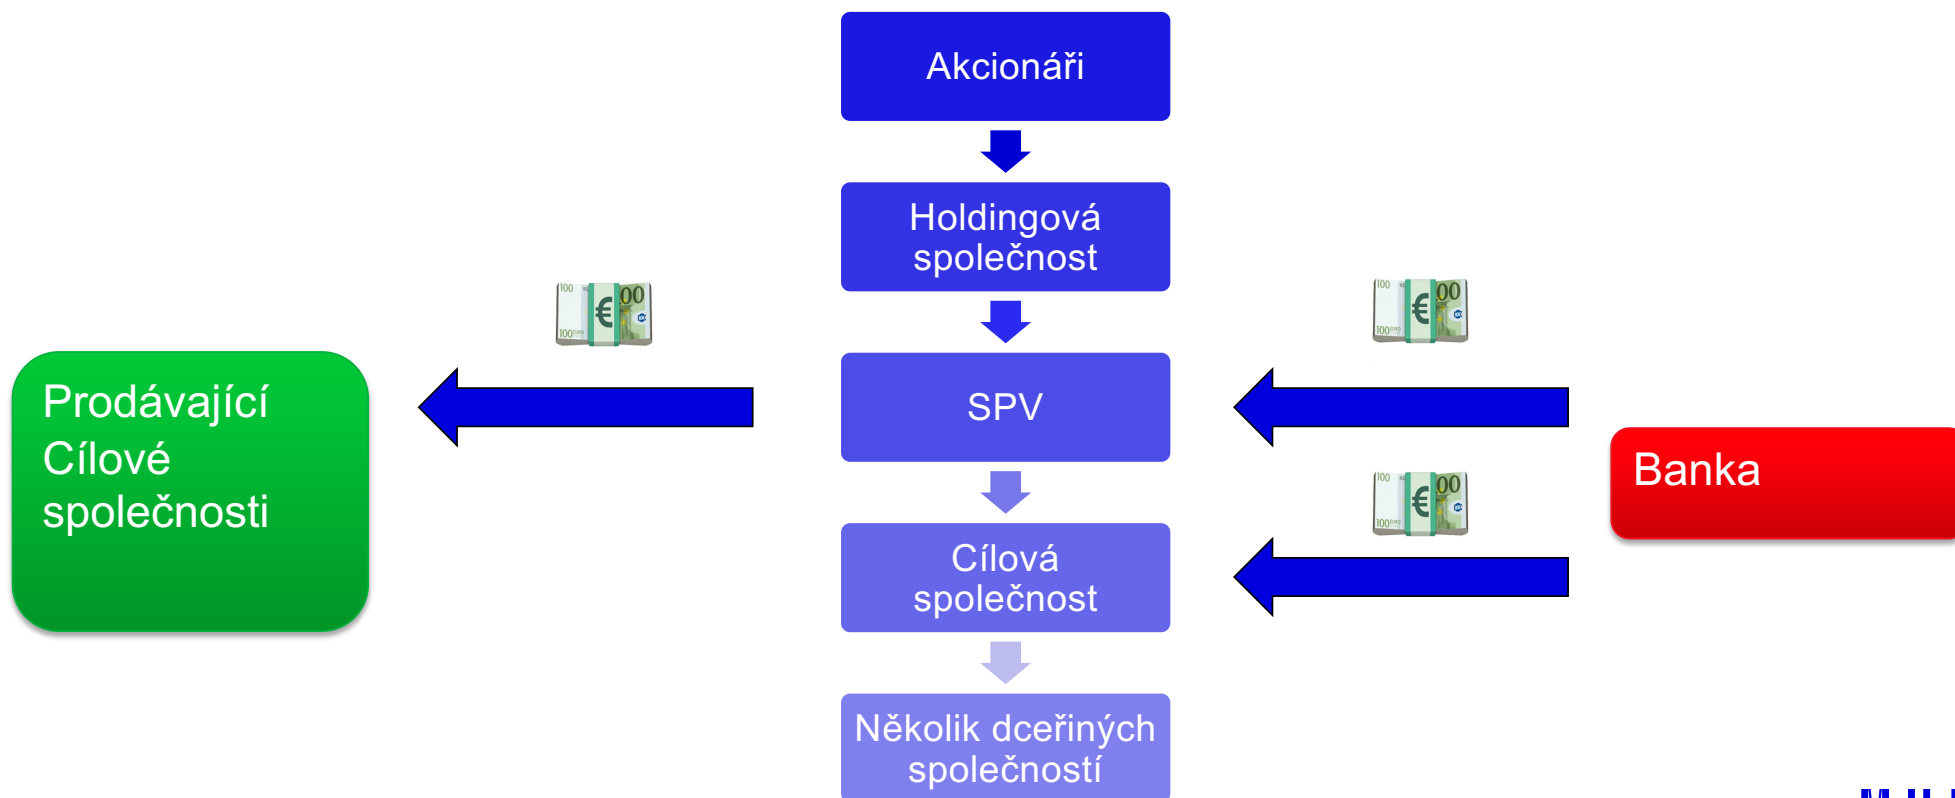 Akcionáři
Holdingová
společnost
Prodávající
Cílové
společnosti
SPV
Banka
Cílová
společnost
Několik dceřiných
společností